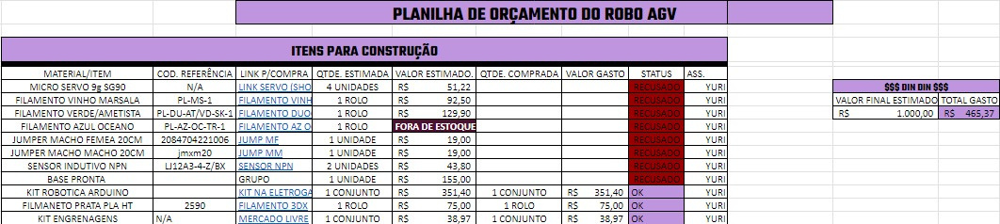 PLANILHA DE ORÇAMENTO DO ROBO AGV
ITENS PARA CONSTRUÇÃO
MATERIAL/ITEM COD. REFERÊNCIA LINK P/COMPRA QTDE. ESTIMADA VALOR ESTIMADO. QTDE. COMPRADA VALOR GASTO STATUS ASS.
MICRO SERVO 9g SG90 N/A LINK SERVO (SHO 4 UNIDADES R$ 51,22 RECUSADO YURI
$$$ DIN DIN $$$
FILAMENTO VINHO MARSALA PL-MS-1 FILAMENTO VINH 1 ROLO R$ 92,50 RECUSADO YURI
VALOR FINAL ESTIMADO TOTAL GASTO
FILAMENTO VERDE/AMETISTA PL-DU-AT/VD-SK-1 FILAMENTO DUO 1 ROLO R$ 129,90 RECUSADO YURI
R$ 1.000,00 R$ 465,37
FILAMENTO AZUL OCEANO PL-AZ-OC-TR-1 FILAMENTO AZ O 1 ROLO FORA DE ESTOQUE RECUSADO YURI
JUMPER MACHO FEMEA 20CM 2084704221006 JUMP MF 1 UNIDADE R$ 19,00 RECUSADO YURI
JUMPER MACHO MACHO 20CM jmxm20 JUMP MM 1 UNIDADE R$ 19,00 RECUSADO YURI
SENSOR INDUTIVO NPN LJ12A3-4-Z/BX SENSOR NPN 2 UNIDADES R$ 43,80 RECUSADO YURI
BASE PRONTA GRUPO 1 UNIDADE R$ 155,00 RECUSADO YURI
KIT ROBOTICA ARDUINO KIT NA ELETROGA 1 CONJUNTO R$ 351,40 1 CONJUNTO R$ 351,40 OK YURI
FILMANETO PRATA PLA HT 2590 FILAMENTO 3DX 1 ROLO R$ 75,00 1 ROLO R$ 75,00 OK YURI
KIT ENGRENAGENS N/A MERCADO LIVRE 1 CONJUNTO R$ 38,97 1 CONJUNTO R$ 38,97 OK YURI